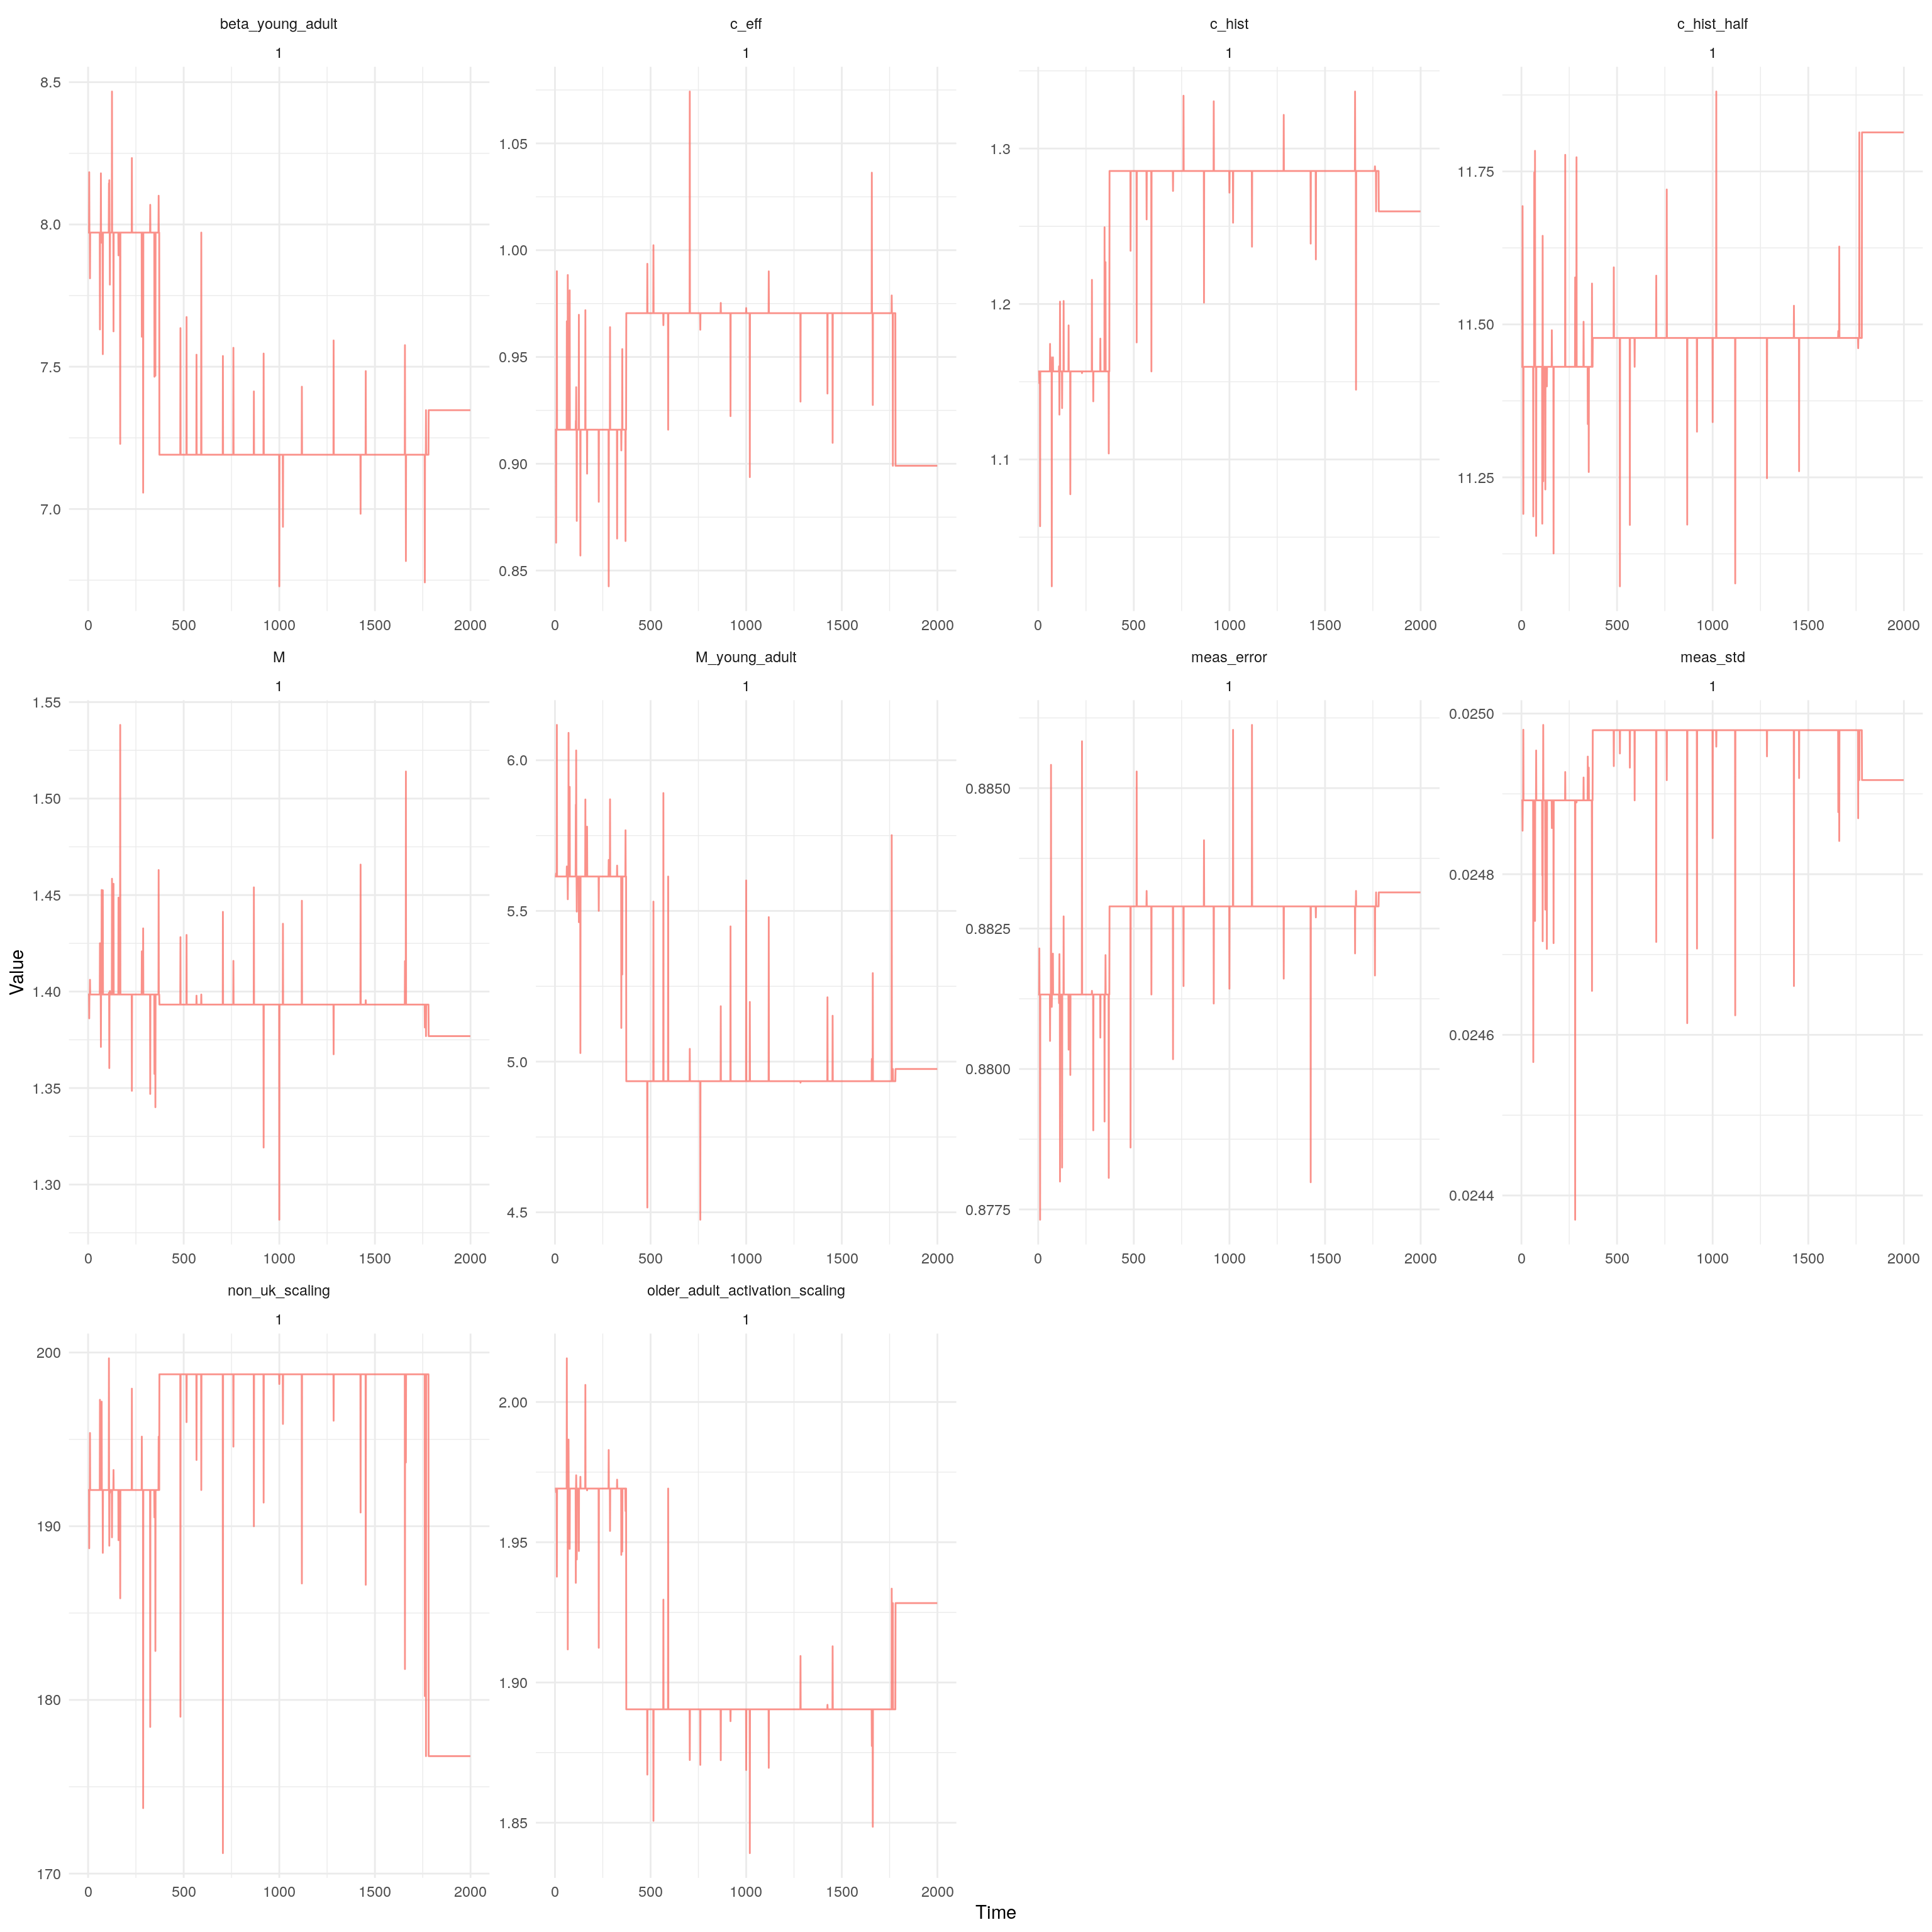 beta_young_adult c_eff c_hist c_hist_half
1 1 1 1
8.5 8.0 7.5 7.0
1.05 1.00 0.95 0.90 0.85
1.3 1.2 1.1
11.75 11.50 11.25
0 500 1000 1500 2000 0 500 1000 1500 2000 0 500 1000 1500 2000 0 500 1000 1500 2000
M M_young_adult meas_error meas_std
1 1 1 1
1.55 1.50 1.45 1.40 1.35 1.30
6.0 5.5 5.0 4.5
0.8850 0.8825 0.8800 0.8775
0.0250 0.0248 0.0246 0.0244
0 500 1000 1500 2000 0 500 1000 1500 2000 0 500 1000 1500 2000 0 500 1000 1500 2000
non_uk_scaling older_adult_activation_scaling
1 1
200 190 180 170
2.00 1.95 1.90 1.85
0 500 1000 1500 2000 0 500 1000 1500 2000
Value
Time